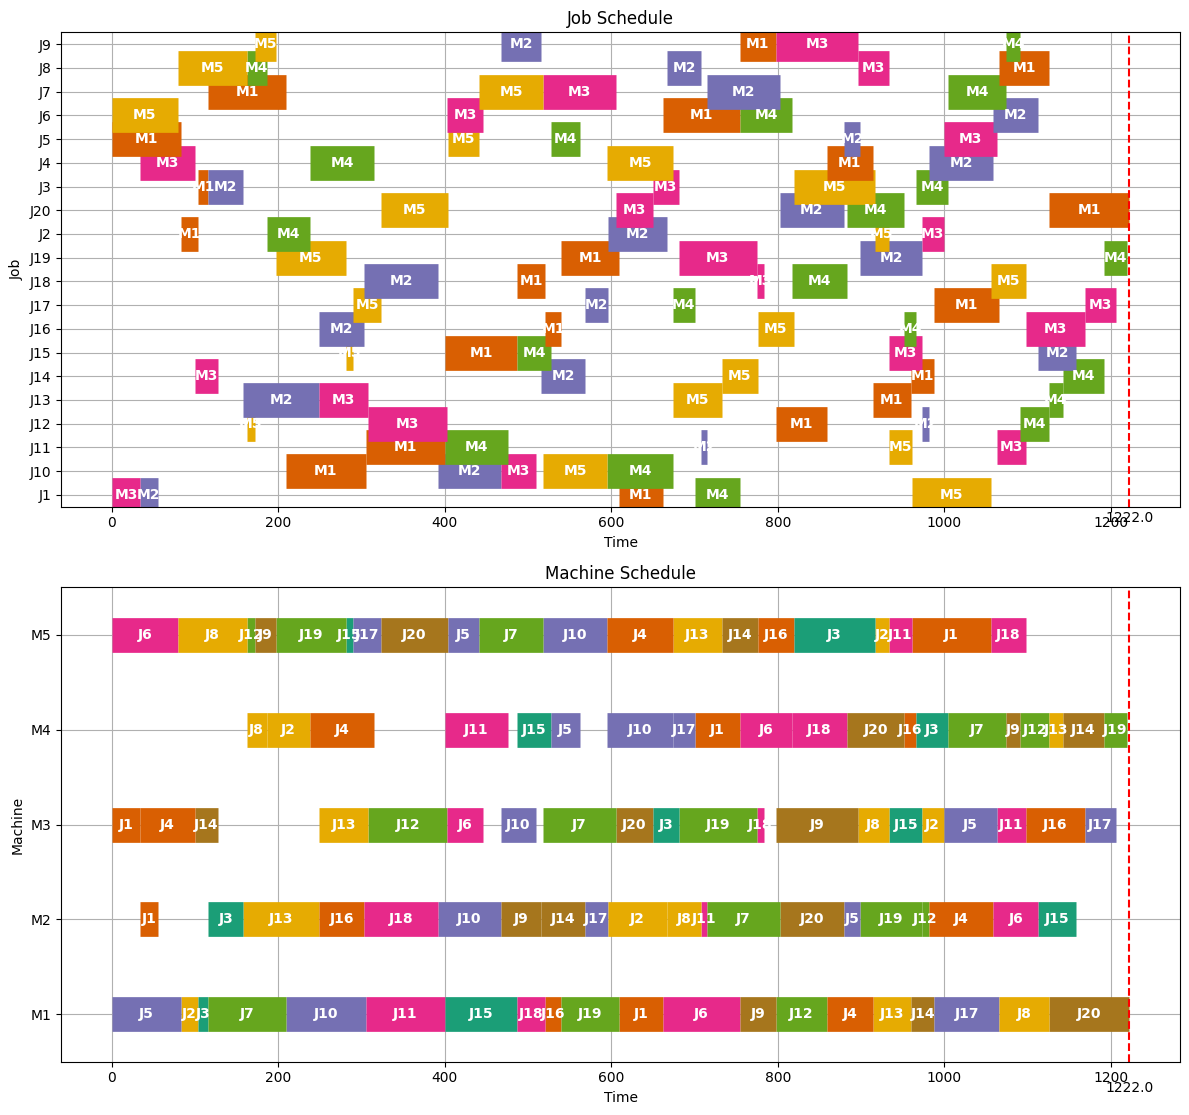 Job Schedule
J9 M5 M2 M1 M3 M4
J8 M5 M4 M2 M3 M1
J7 M1 M5 M3 M2 M4
J6 M5 M3 M1 M4 M2
J5 M1 M5 M4 M2 M3
J4 M3 M4 M5 M1 M2
J3 M1 M2 M3 M5 M4
J20 M5 M3 M2 M4 M1
J2 M1 M4 M2 M5 M3
J19 M5 M1 M3 M2 M4
J18 M2 M1 M3 M4 M5
J17 M5 M2 M4 M1 M3
J16 M2 M1 M5 M4 M3
J15 M5 M1 M4 M3 M2
J14 M3 M2 M5 M1 M4
J13 M2 M3 M5 M1 M4
J12 M5 M3 M1 M2 M4
J11 M1 M4 M2 M5 M3
J10 M1 M2 M3 M5 M4
J1 M3 M2 M1 M4 M5
Job
0 200 400 600 800 1000 1200
1222.0
Time
Machine Schedule
M5 J6 J8 J12 J9 J19 J15 J17 J20 J5 J7 J10 J4 J13 J14 J16 J3 J2 J11 J1 J18
M4 J8 J2 J4 J11 J15 J5 J10 J17 J1 J6 J18 J20 J16 J3 J7 J9 J12 J13 J14 J19
M3 J1 J4 J14 J13 J12 J6 J10 J7 J20 J3 J19 J18 J9 J8 J15 J2 J5 J11 J16 J17
M2 J1 J3 J13 J16 J18 J10 J9 J14 J17 J2 J8 J11 J7 J20 J5 J19 J12 J4 J6 J15
M1 J5 J2 J3 J7 J10 J11 J15 J18 J16 J19 J1 J6 J9 J12 J4 J13 J14 J17 J8 J20
Machine
0 200 400 600 800 1000 1200
1222.0
Time